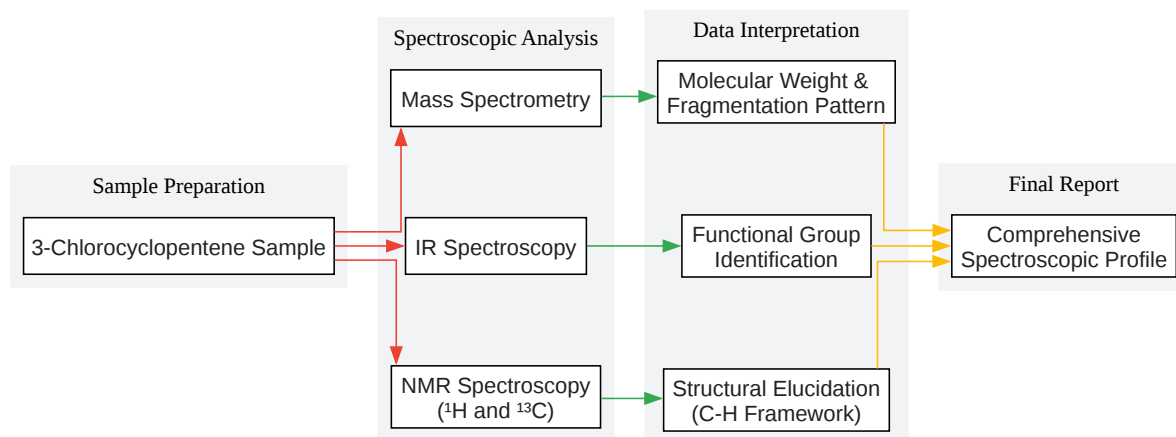 Sample Preparation
3-Chlorocyclopentene Sample
Spectroscopic Analysis
Mass Spectrometry
IR Spectroscopy
NMR Spectroscopy
(¹H and ¹³C)
Data Interpretation
Molecular Weight &
Fragmentation Pattern
Functional Group
Identification
Structural Elucidation
(C-H Framework)
Final Report
Comprehensive
Spectroscopic Profile